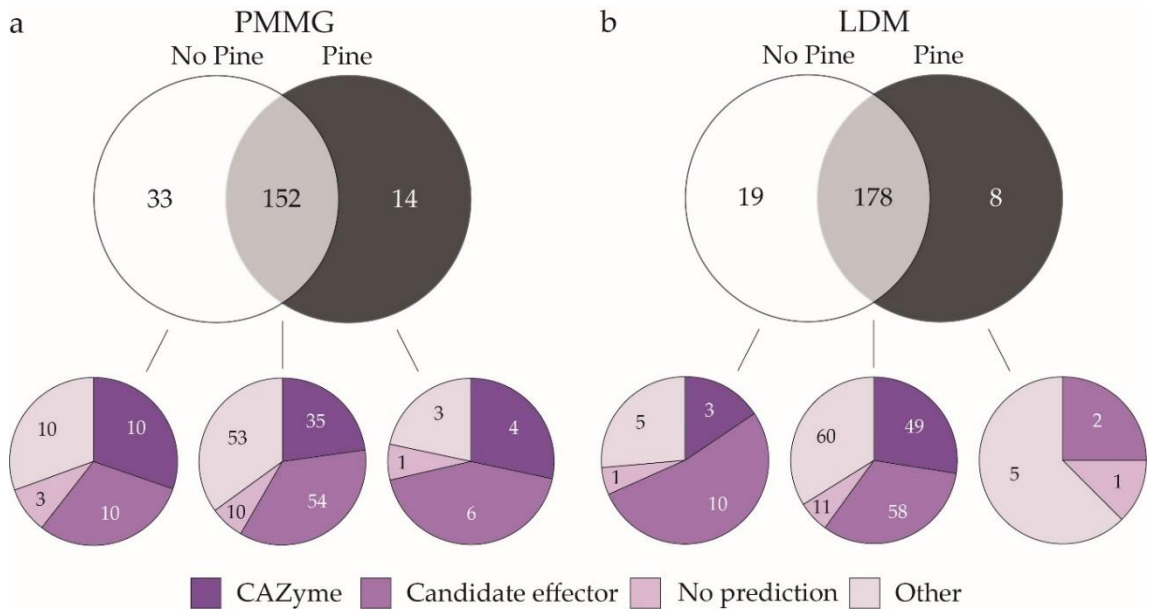 a PMMG
No Pine Pine
33 152 14
10 10 3 10
35 53 10 54
3 4 1 6
b LDM
No Pine Pine
19 178 8
5 3 1 10
60 49 11 58
2 5 1
CAZyme Candidate effector No prediction Other